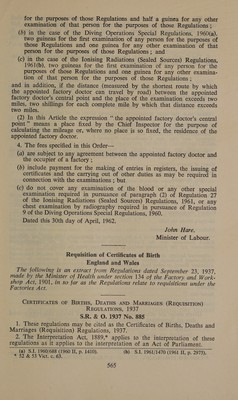 for the purposes of those Regulations and half a guinea for any other
examination of that person for the purposes of those Regulations;
(b) in the case of the Diving Operations Special Regulations, 1960(a),
two guineas for the first examination of any person for the purposes of
those Regulations and one guinea for any other examination of that
person for the purposes of those Regulations; and
(c) in the case of the Ionising Radiations (Sealed Sources) Regulations,
1961(b), two guineas for the first examination of any person for the
purposes of those Regulations and one guinea for any other examina-
tion of that person for the purposes of those Regulations;
and in addition, if the distance (measured by the shortest route by which
the appointed factory doctor can travel by road) between the appointed
factory doctor's central point and the place of the examination exceeds two
miles, two shillings for each complete mile by which that distance exceeds
two miles.
(2) In this Article the expression "the appointed factory doctor's central
point" means a place fixed by the Chief Inspector for the purpose of
calculating the mileage or, where no place is so fixed, the residence of the
appointed factory doctor.
4. The fees specified in this Order—
(a) are subject to any agreement between the appointed factory doctor and
the occupier of a factory;
(b) include payment for the making of entries in registers, the issuing of
certificates and the carrying out of other duties as may be required in
connection with the examinations; but
(c) do not cover any examination of the blood or any other special
examination required in pursuance of paragraph (2) of Regulation 27
of the Ionising Radiations (Sealed Sources) Regulations, 1961, or any
chest examination by radiography required in pursuance of Regulation
9 of the Diving Operations Special Regulations, 1960.
Dated this 30th day of April, 1962.
John Hare,
Minister of Labour.
Requisition of Certificates of Birth
England and Wales
The following is an extract from Regulations dated September 23, 1937,
made by the Minister of Health under section 134 of the Factory and Work-
shop Act, 1901, in so far as the Regulations relate to requisitions under the
Factories Act.
CERTIFICATES OF BIRTHS, DEATHS AND MARRIAGES (REQUISITION)
REGULATIONS, 1937
S.R. & O. 1937 No. 885
1. These regulations may be cited as the Certificates of Births, Deaths and
Marriages (Requisition) Regulations, 1937.
2. The Interpretation Act, 1889,* applies to the interpretation of these
regulations as it applies to the interpretation of an Act of Parliament.
(a) S.I. 1960/688 (1960 II, p. 1410). (b) S.I. 1961/1470 (1961 II, p. 2875).
* 52 & 53 Vict. c. 63.
565